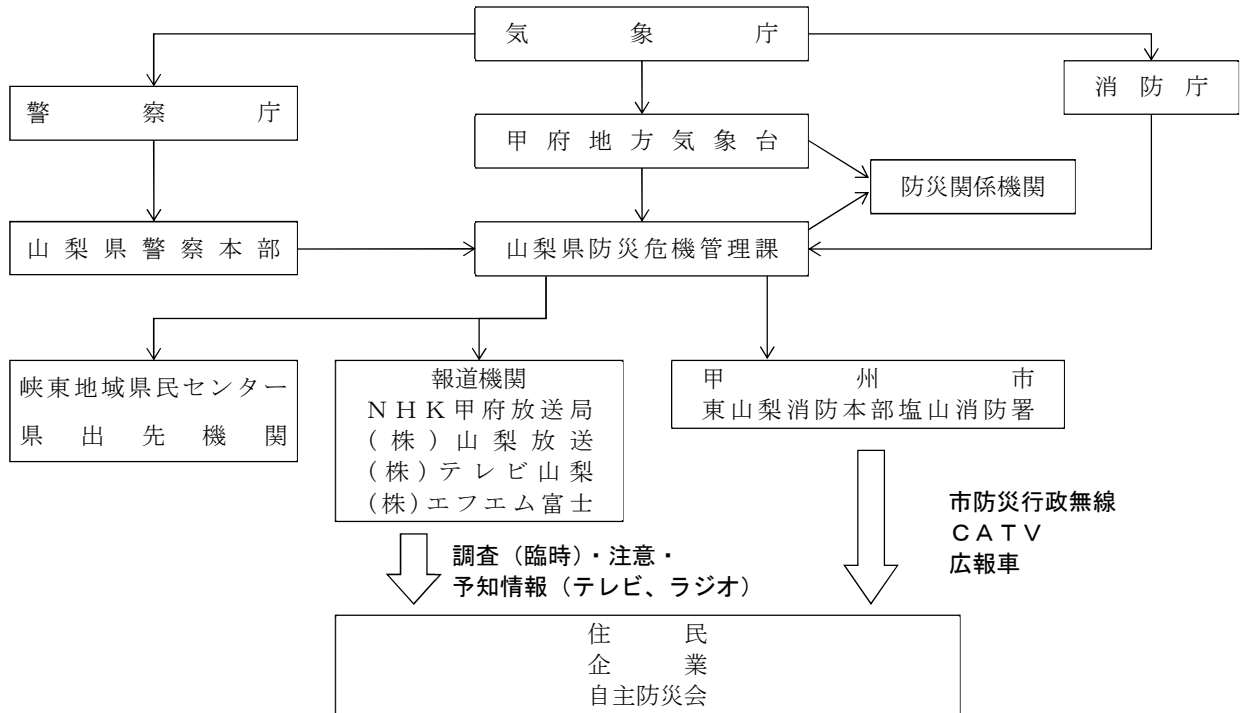 気象庁
警察庁
消防庁
甲府地方気象台
防災関係機関
山梨県警察本部
山梨県防災危機管理課
峡東地域県民センター
県出先機関
報道機関
NHK甲府放送局
(株)山梨放送
(株)テレビ山梨
(株)エフエム富士
甲州市
東山梨消防本部塩山消防署
市防災行政無線
CATV
広報車
調査(臨時)・注意・
予知情報(テレビ、ラジオ)
住民
企業
自主防災会